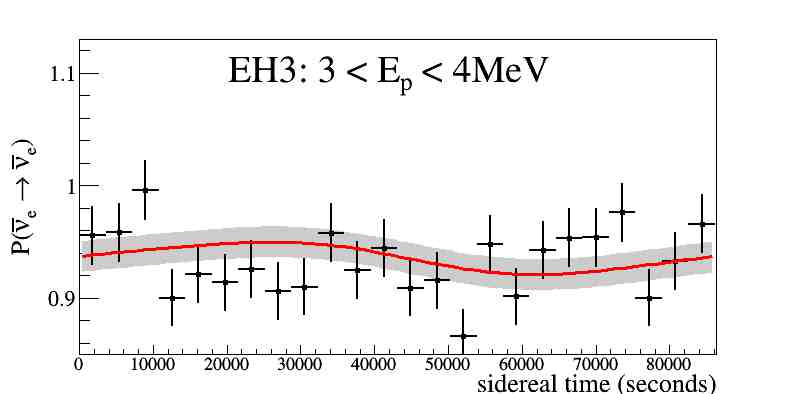 EH3: 3 < Eₚ < 4MeV
P(ν̅ₑ → ν̅ₑ)
1.1
1
0.9
0 10000 20000 30000 40000 50000 60000 70000 80000
sidereal time (seconds)